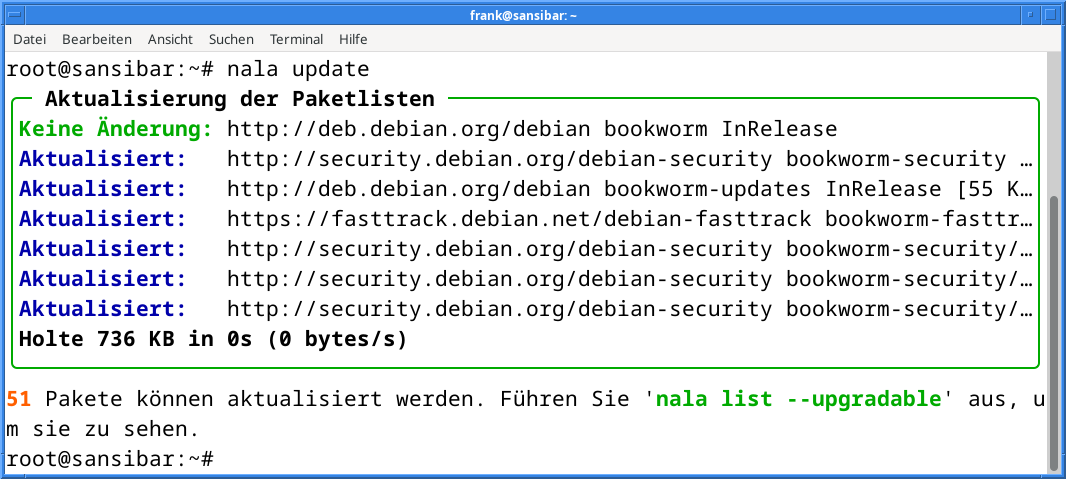 frank@sansibar: ~
Datei Bearbeiten Ansicht Suchen Terminal Hilfe
root@sansibar:~# nala update
Aktualisierung der Paketlisten
Keine Änderung: http://deb.debian.org/debian bookworm InRelease
Aktualisiert: http://security.debian.org/debian-security bookworm-security …
Aktualisiert: http://deb.debian.org/debian bookworm-updates InRelease [55 K…
Aktualisiert: https://fasttrack.debian.net/debian-fasttrack bookworm-fasttr…
Aktualisiert: http://security.debian.org/debian-security bookworm-security/…
Aktualisiert: http://security.debian.org/debian-security bookworm-security/…
Aktualisiert: http://security.debian.org/debian-security bookworm-security/…
Holte 736 KB in 0s (0 bytes/s)
51 Pakete können aktualisiert werden. Führen Sie 'nala list --upgradable' aus, u
m sie zu sehen.
root@sansibar:~#